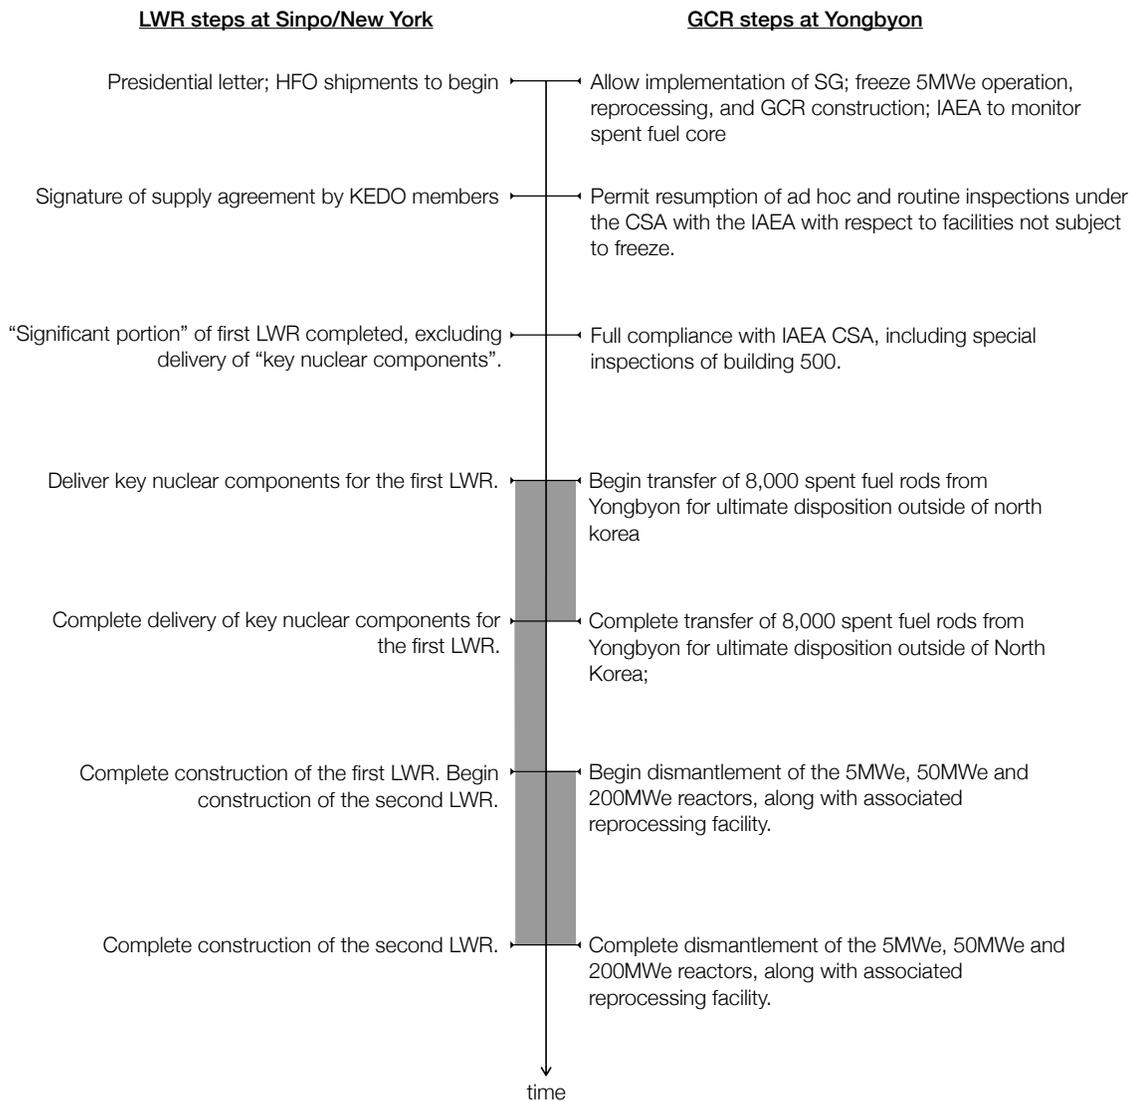 LWR steps at Sinpo/New York
GCR steps at Yongbyon
Presidential letter; HFO shipments to begin
Allow implementation of SG; freeze 5MWe operation,
reprocessing, and GCR construction; IAEA to monitor
spent fuel core
Signature of supply agreement by KEDO members
Permit resumption of ad hoc and routine inspections under
the CSA with the IAEA with respect to facilities not subject
to freeze.
“Significant portion” of first LWR completed, excluding
delivery of “key nuclear components”.
Full compliance with IAEA CSA, including special
inspections of building 500.
Deliver key nuclear components for the first LWR.
Begin transfer of 8,000 spent fuel rods from
Yongbyon for ultimate disposition outside of north
korea
Complete delivery of key nuclear components for
the first LWR.
Complete transfer of 8,000 spent fuel rods from
Yongbyon for ultimate disposition outside of North
Korea;
Complete construction of the first LWR. Begin
construction of the second LWR.
Begin dismantlement of the 5MWe, 50MWe and
200MWe reactors, along with associated
reprocessing facility.
Complete construction of the second LWR.
Complete dismantlement of the 5MWe, 50MWe and
200MWe reactors, along with associated
reprocessing facility.
time